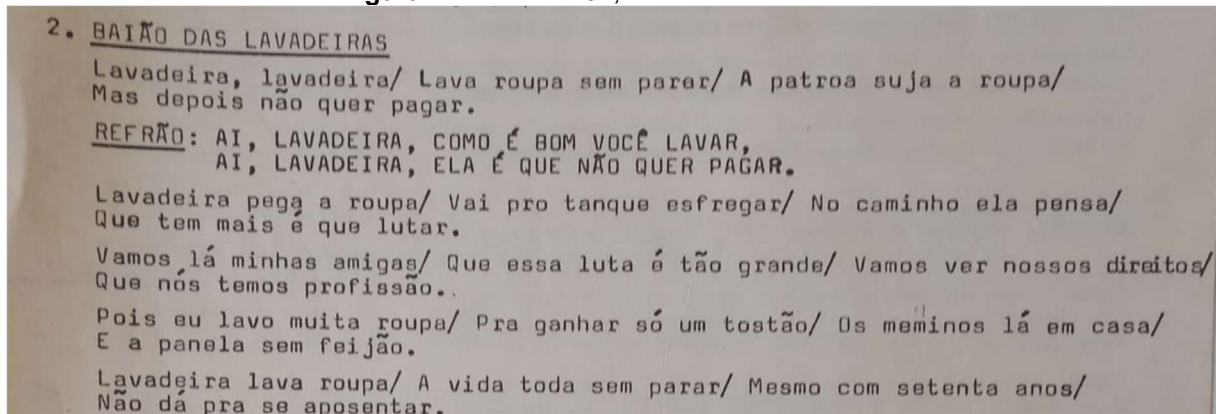 2. BAIÃO DAS LAVADEIRAS
Lavadeira, lavadeira/ Lava roupa sem parar/ A patroa suja a roupa/
Mas depois não quer pagar.
REFRÃO: AI, LAVADEIRA, COMO É BOM VOCÊ LAVAR,
AI, LAVADEIRA, ELA É QUE NÃO QUER PAGAR.
Lavadeira pega a roupa/ Vai pro tanque esfregar/ No caminho ela pensa/
Que tem mais é que lutar.
Vamos lá minhas amigas/ Que essa luta é tão grande/ Vamos ver nossos direitos/
Que nós temos profissão..
Pois eu lavo muita roupa/ Pra ganhar só um tostão/ Os meminos lá em casa/
E a panela sem feijão.
Lavadeira lava roupa/ A vida toda sem parar/ Mesmo com setenta anos/
Não dá pra se aposentar.